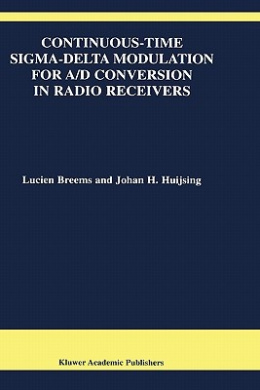 CONTINUOUS-TIME
SIGMA-DELTA MODULATION
FOR A/D CONVERSION
IN RADIO RECEIVERS
Lucien Breems and Johan H. Huijsing
Kluwer Academic Publishers